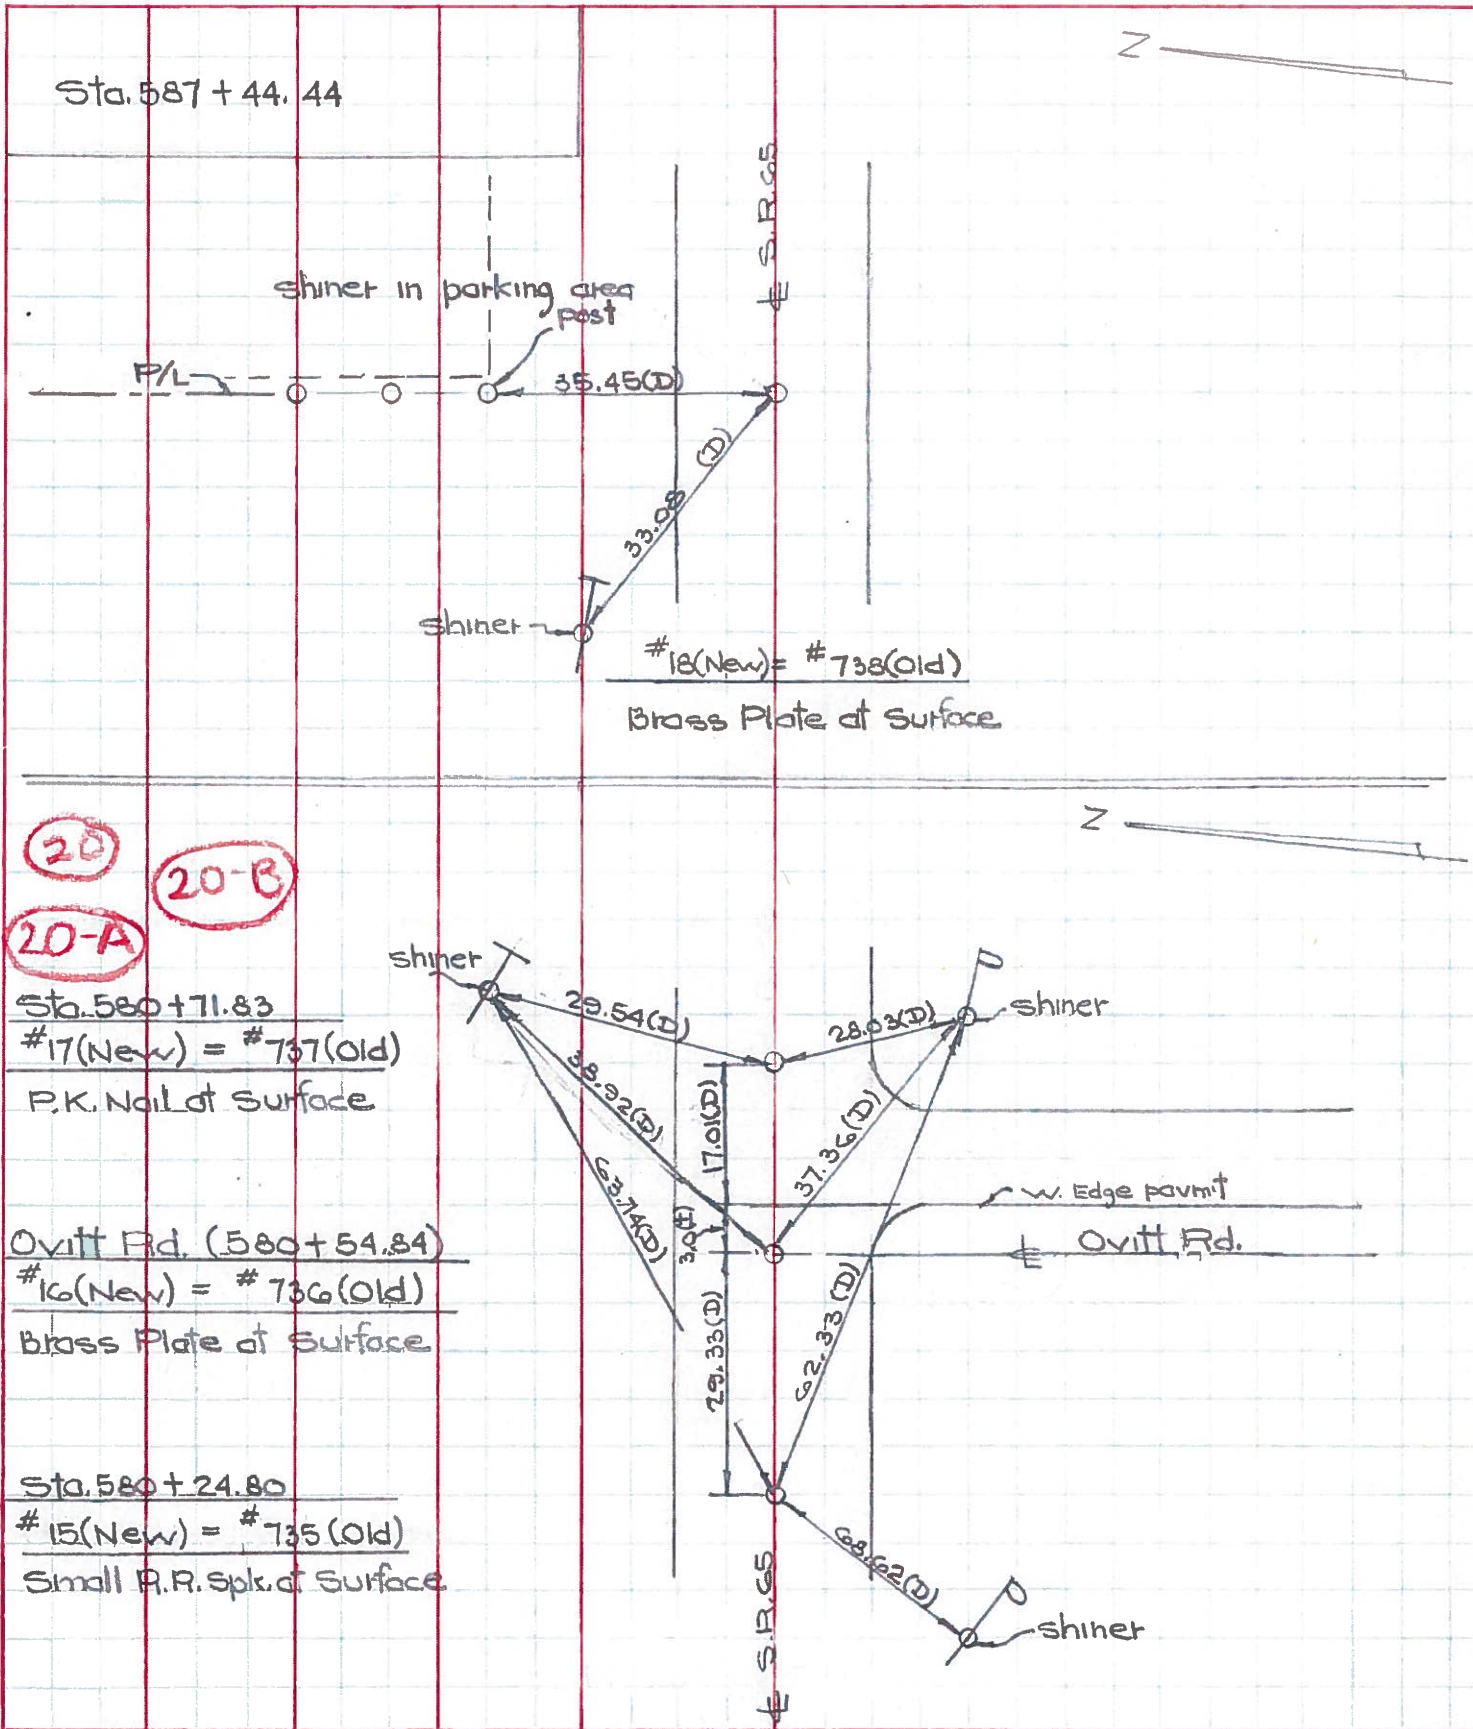 Z
Sta. 587 + 44.44
℄ S.R. 65
shiner in parking area
post
P/L
35.45(D)
33.08 (D)
shiner
#18(New) = #738(Old)
Brass Plate at Surface
Z
20
20-B
20-A
shiner
shiner
Sta. 580 + 71.83
#17(New) = #737(Old)
P.K. Nail at Surface
29.54(D)
28.03(D)
38.92(D)
17.01(D)
37.36(D)
63.74(D)
3.0(±)
W. Edge pavm't
Ovitt Rd. (580 + 54.84)
℄ Ovitt Rd.
#16(New) = #736(Old)
Brass Plate at Surface
29.33(D)
62.33(D)
Sta. 580 + 24.80
#15(New) = #735(Old)
Small R.R. Spk. at Surface
68.62(D)
shiner
℄ S.R. 65